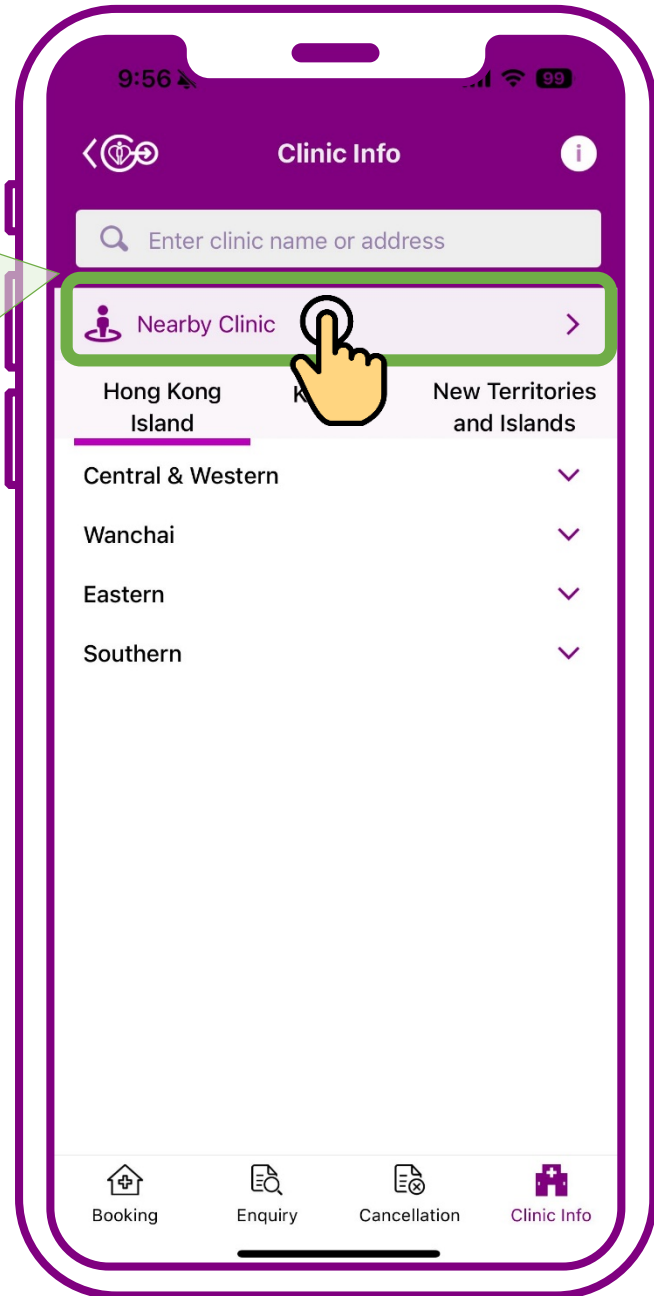 9:56
99
Clinic Info
i
Enter clinic name or address
Nearby Clinic
Hong Kong
Island
New Territories
and Islands
Central & Western
Wanchai
Eastern
Southern
Booking
Enquiry
Cancellation
Clinic Info